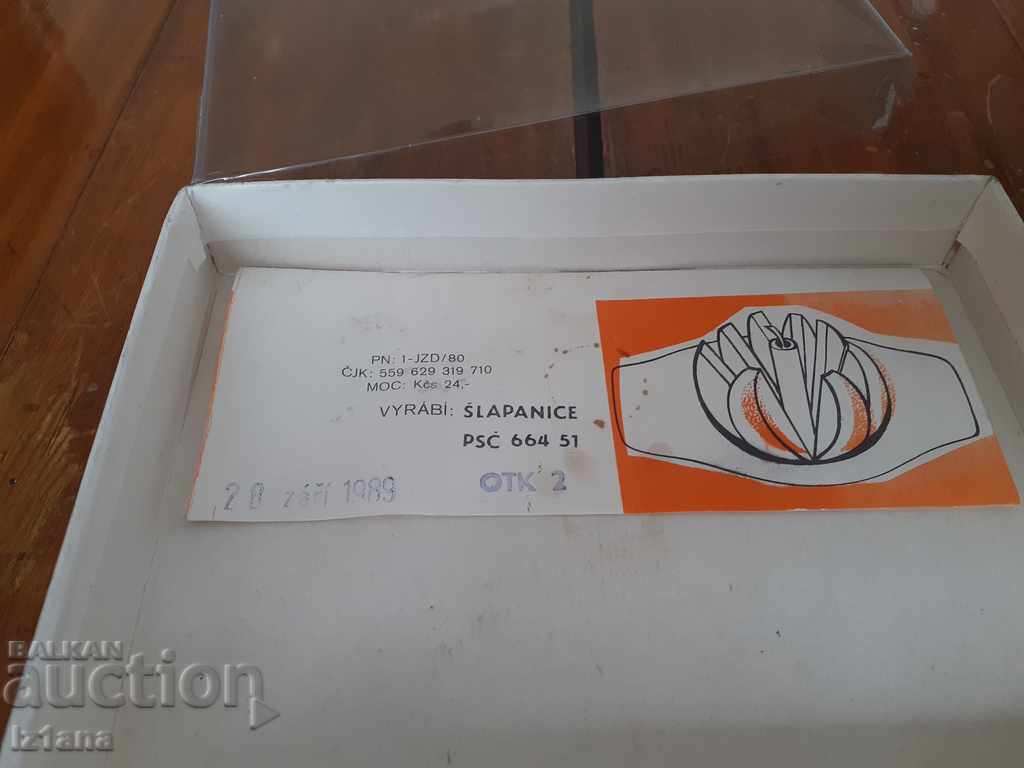 PN: 1-JZD/80
ČJK: 559 629 319 710
MOC: Kčs 24,-
VYRÁBÍ: ŠLAPANICE
PSČ 664 51
září 1989
OTK 2
BALKAN
auction
iz1ana